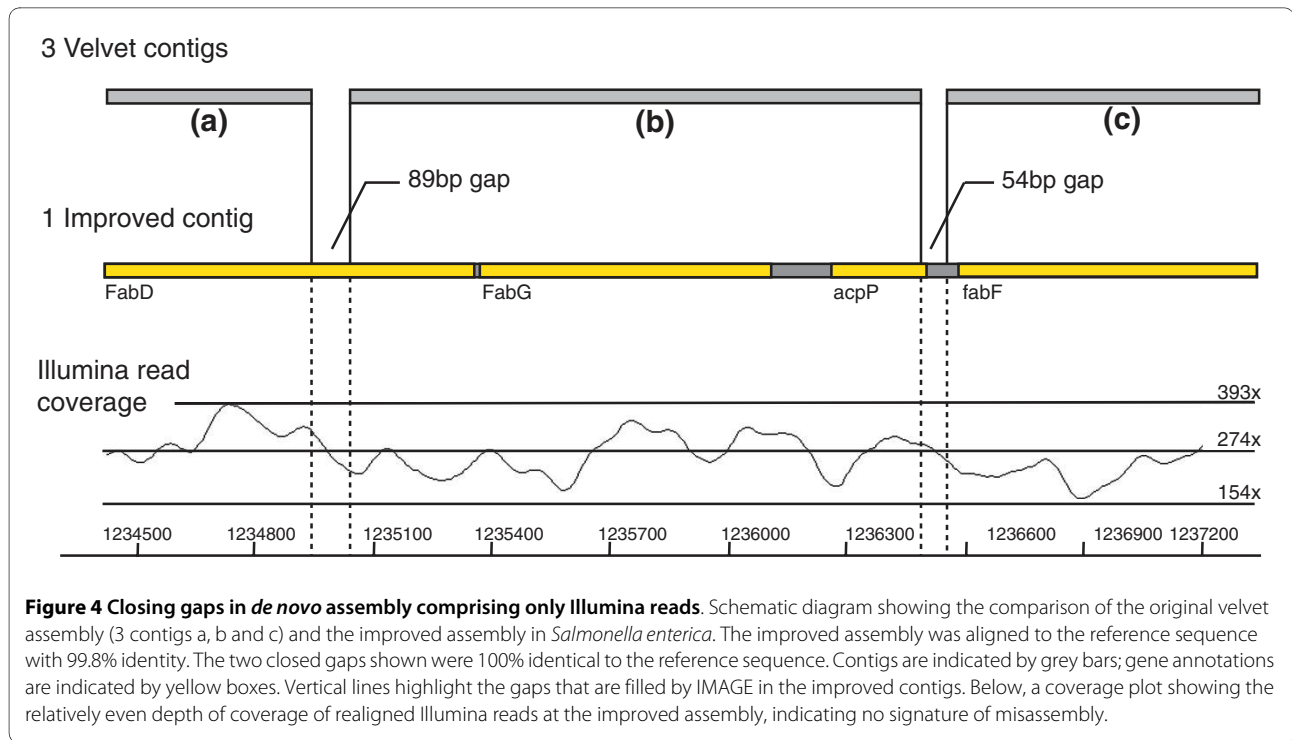 3 Velvet contigs
(a)
(b)
(c)
89bp gap
54bp gap
1 Improved contig
FabD
FabG
acpP
fabF
Illumina read
coverage
393x
274x
154x
1234500 1234800 1235100 1235400 1235700 1236000 1236300 1236600 1236900 1237200
Figure 4 Closing gaps in de novo assembly comprising only Illumina reads. Schematic diagram showing the comparison of the original velvet
assembly (3 contigs a, b and c) and the improved assembly in Salmonella enterica. The improved assembly was aligned to the reference sequence
with 99.8% identity. The two closed gaps shown were 100% identical to the reference sequence. Contigs are indicated by grey bars; gene annotations
are indicated by yellow boxes. Vertical lines highlight the gaps that are filled by IMAGE in the improved contigs. Below, a coverage plot showing the
relatively even depth of coverage of realigned Illumina reads at the improved assembly, indicating no signature of misassembly.